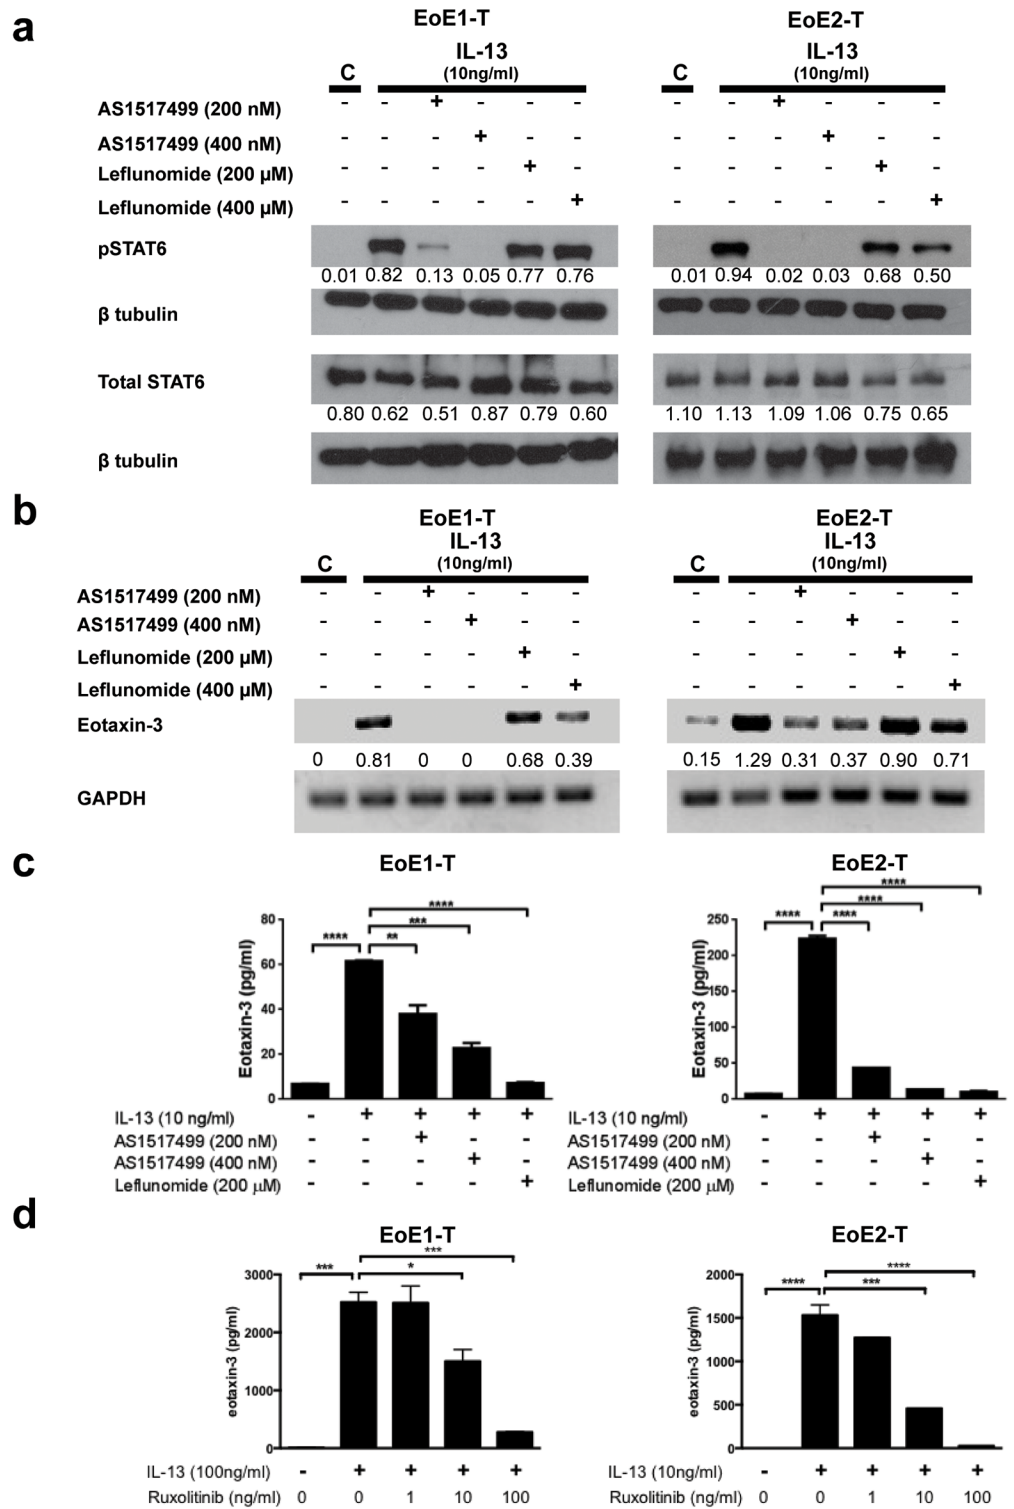 a
EoE1-T EoE2-T
IL-13 IL-13
C (10ng/ml) C (10ng/ml)
AS1517499 (200 nM) - - + - - - - - + - - -
AS1517499 (400 nM) - - - + - - - - - + - -
Leflunomide (200 µM) - - - - + - - - - - + -
Leflunomide (400 µM) - - - - - + - - - - - +
pSTAT6
0.01 0.82 0.13 0.05 0.77 0.76 0.01 0.94 0.02 0.03 0.68 0.50
β tubulin
Total STAT6
0.80 0.62 0.51 0.87 0.79 0.60 1.10 1.13 1.09 1.06 0.75 0.65
β tubulin
b
EoE1-T EoE2-T
IL-13 IL-13
C (10ng/ml) C (10ng/ml)
AS1517499 (200 nM) - - + - - - - - + - - -
AS1517499 (400 nM) - - - + - - - - - + - -
Leflunomide (200 µM) - - - - + - - - - - + -
Leflunomide (400 µM) - - - - - + - - - - - +
Eotaxin-3
0 0.81 0 0 0.68 0.39 0.15 1.29 0.31 0.37 0.90 0.71
GAPDH
c
EoE1-T
****
***
**** **
Eotaxin-3 (pg/ml)
80
60
40
20
0
IL-13 (10 ng/ml) - + + + +
AS1517499 (200 nM) - - + - -
AS1517499 (400 nM) - - - + -
Leflunomide (200 µM) - - - - +
EoE2-T
****
****
**** ****
Eotaxin-3 (pg/ml)
250
200
150
100
50
0
IL-13 (10 ng/ml) - + + + +
AS1517499 (200 nM) - - + - -
AS1517499 (400 nM) - - - + -
Leflunomide (200 µM) - - - - +
d
EoE1-T
***
*** *
eotaxin-3 (pg/ml)
3000
2000
1000
0
IL-13 (100ng/ml) - + + + +
Ruxolitinib (ng/ml) 0 0 1 10 100
EoE2-T
****
**** ***
eotaxin-3 (pg/ml)
2000
1500
1000
500
0
IL-13 (10ng/ml) - + + + +
Ruxolitinib (ng/ml) 0 0 1 10 100